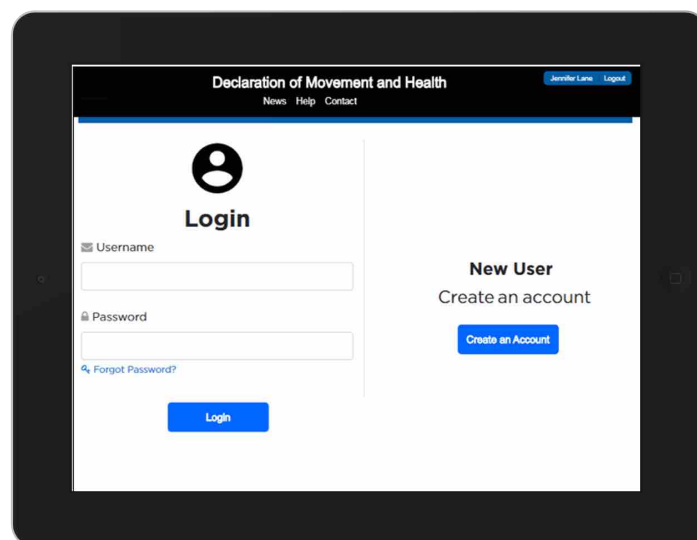 Declaration of Movement and Health
Jennifer Lane Logout
News Help Contact
Login
Username
Password
Forgot Password?
Login
New User
Create an account
Create an Account